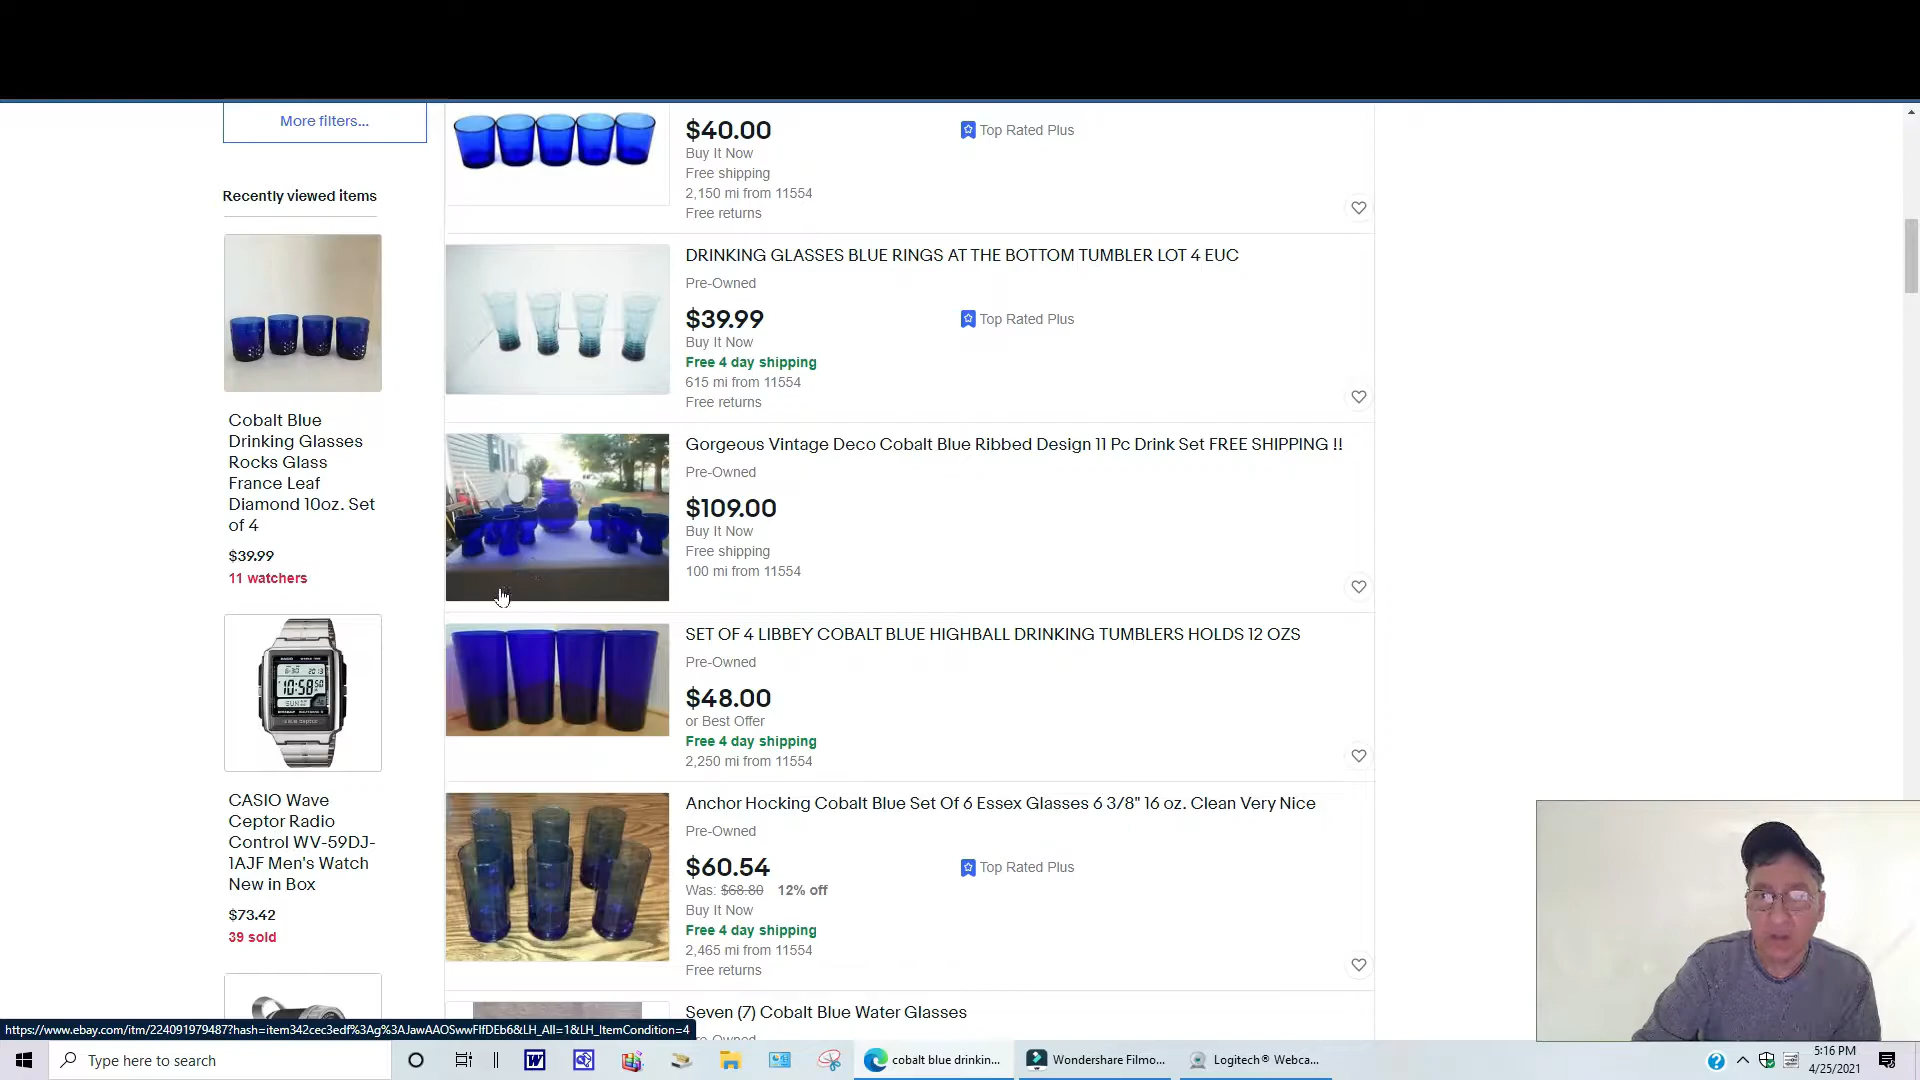 More filters...
Recently viewed items
Cobalt Blue
Drinking Glasses
Rocks Glass
France Leaf
Diamond 10oz. Set
of 4
$39.99
11 watchers
10:58 50
CASIO Wave
Ceptor Radio
Control WV-59DJ-
1AJF Men's Watch
New in Box
$73.42
39 sold
$40.00
Top Rated Plus
Buy It Now
Free shipping
2,150 mi from 11554
Free returns
DRINKING GLASSES BLUE RINGS AT THE BOTTOM TUMBLER LOT 4 EUC
Pre-Owned
$39.99
Top Rated Plus
Buy It Now
Free 4 day shipping
615 mi from 11554
Free returns
Gorgeous Vintage Deco Cobalt Blue Ribbed Design 11 Pc Drink Set FREE SHIPPING !!
Pre-Owned
$109.00
Buy It Now
Free shipping
100 mi from 11554
SET OF 4 LIBBEY COBALT BLUE HIGHBALL DRINKING TUMBLERS HOLDS 12 OZS
Pre-Owned
$48.00
or Best Offer
Free 4 day shipping
2,250 mi from 11554
Anchor Hocking Cobalt Blue Set Of 6 Essex Glasses 6 3/8" 16 oz. Clean Very Nice
Pre-Owned
$60.54
Top Rated Plus
Was: $68.80 12% off
Buy It Now
Free 4 day shipping
2,465 mi from 11554
Free returns
Seven (7) Cobalt Blue Water Glasses
https://www.ebay.com/itm/224091979487?hash=item342cec3edf%3Ag%3AJawAAOSwwFIfDEb6&LH_All=1&LH_ItemCondition=4
Type here to search
cobalt blue drinkin...
Wondershare Filmo...
Logitech® Webca...
5:16 PM
4/25/2021